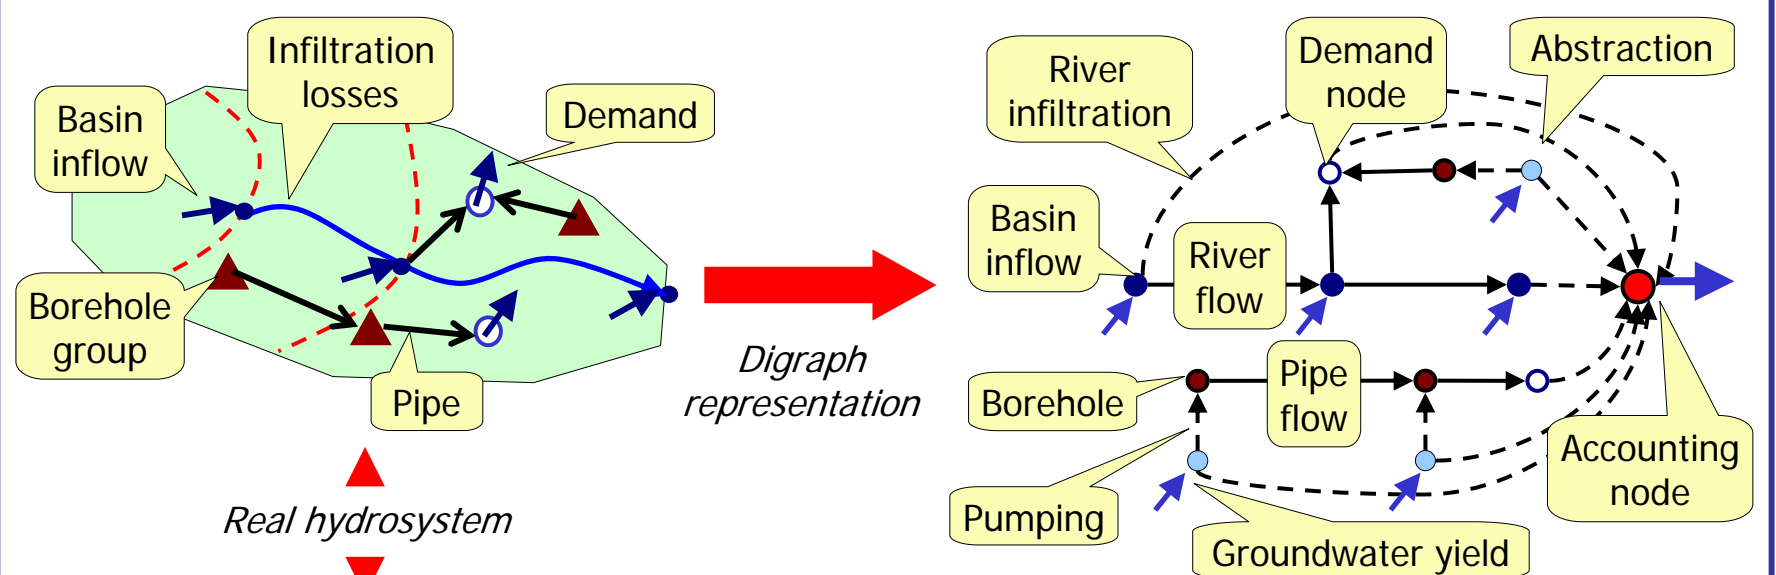 Infiltration
losses
Basin
inflow
Demand
Borehole
group
Pipe
Real hydrosystem
Digraph
representation
River
infiltration
Demand
node
Abstraction
Basin
inflow
River
flow
Borehole
Pipe
flow
Pumping
Groundwater yield
Accounting
node